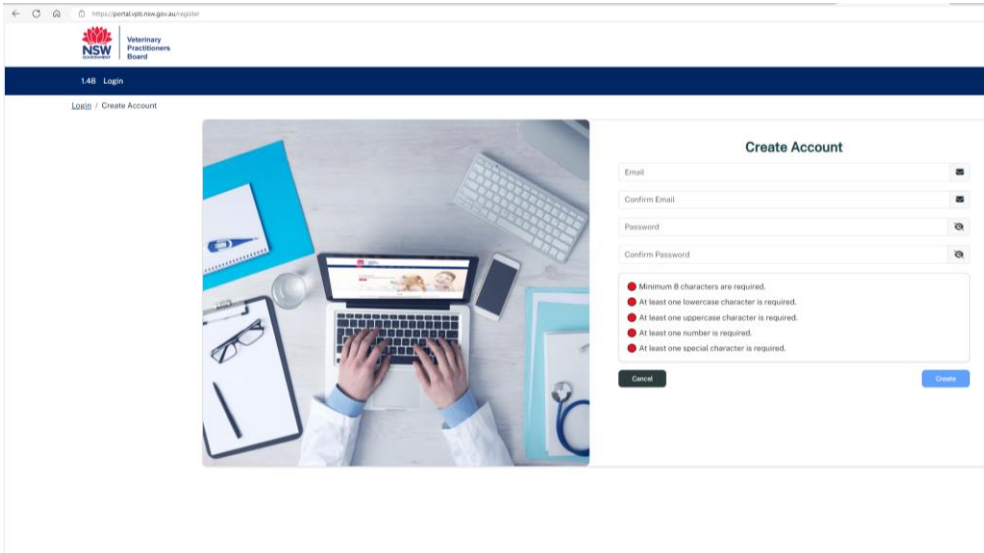 https://portal.vpb.nsw.gov.au/register
NSW
GOVERNMENT
Veterinary
Practitioners
Board
1.48 Login
Login / Create Account
Create Account
Email
Confirm Email
Password
Confirm Password
Minimum 8 characters are required.
At least one lowercase character is required.
At least one uppercase character is required.
At least one number is required.
At least one special character is required.
Cancel
Create